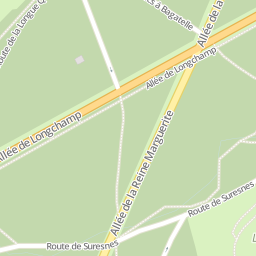 s à Bagatelle
Route de la Longue Q
Allée de la
Allée de Longchamp
Allée de Longchamp
Allée de la Reine Marguerite
Route de Suresnes
Route de Suresnes
L